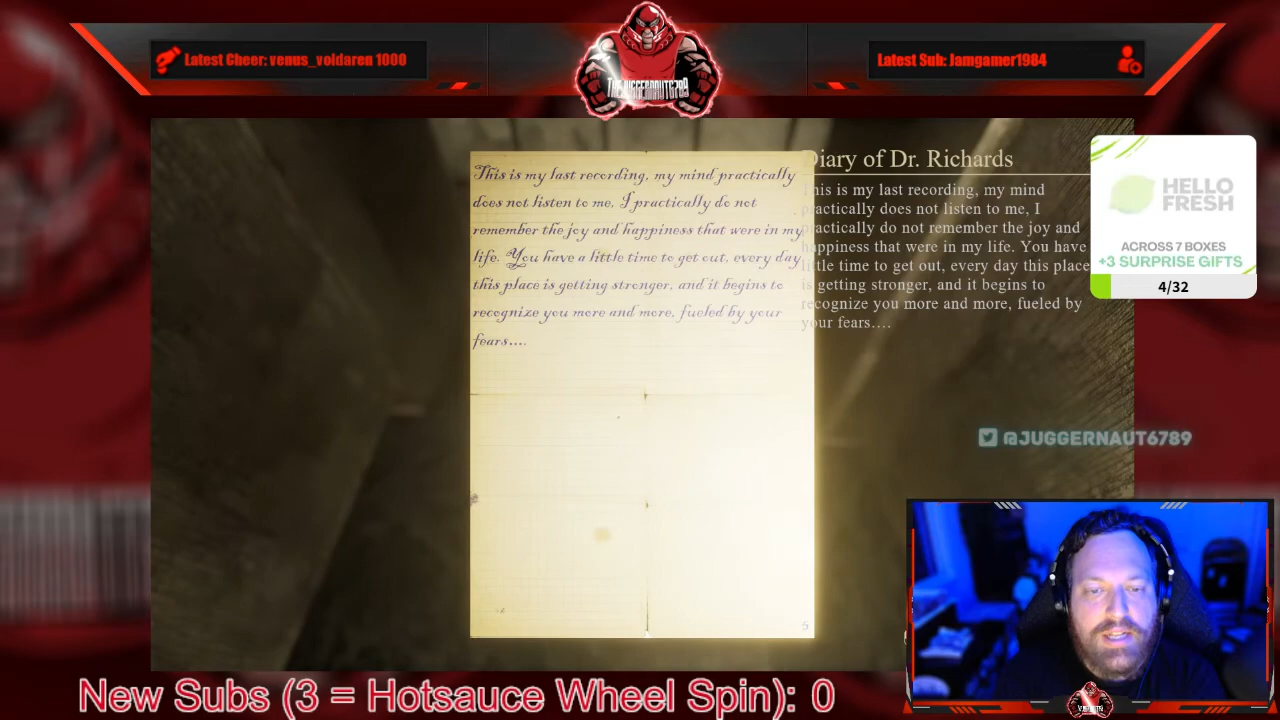 Latest Cheer: venus_voldaren 1000
THEJUGGERNAUT6789
Latest Sub: Jamgamer1984
This is my last recording, my mind practically
does not listen to me, I practically do not
remember the joy and happiness that were in my
life. You have a little time to get out, every day
this place is getting stronger, and it begins to
recognize you more and more, fueled by your
fears....
5
Diary of Dr. Richards
This is my last recording, my mind
practically does not listen to me, I
practically do not remember the joy and
happiness that were in my life. You have
little time to get out, every day this place
is getting stronger, and it begins to
recognize you more and more, fueled by
your fears....
HELLO
FRESH
ACROSS 7 BOXES
+3 SURPRISE GIFTS
4/32
@JUGGERNAUT6789
New Subs (3 = Hotsauce Wheel Spin): 0